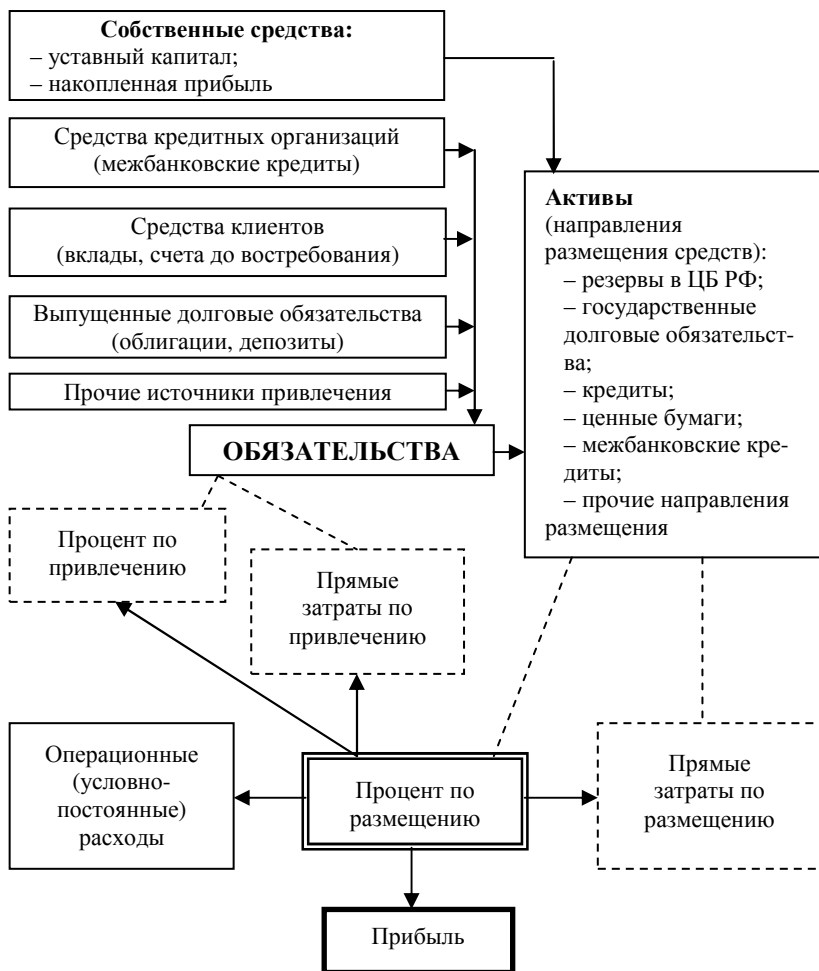 Собственные средства:
– уставный капитал;
– накопленная прибыль
Средства кредитных организаций
(межбанковские кредиты)
Средства клиентов
(вклады, счета до востребования)
Выпущенные долговые обязательства
(облигации, депозиты)
Прочие источники привлечения
ОБЯЗАТЕЛЬСТВА
Активы
(направления
размещения средств):
– резервы в ЦБ РФ;
– государственные
долговые обязательст-
ва;
– кредиты;
– ценные бумаги;
– межбанковские кре-
диты;
– прочие направления
размещения
Процент по
привлечению
Прямые
затраты по
привлечению
Операционные
(условно-
постоянные)
расходы
Процент по
размещению
Прямые
затраты по
размещению
Прибыль